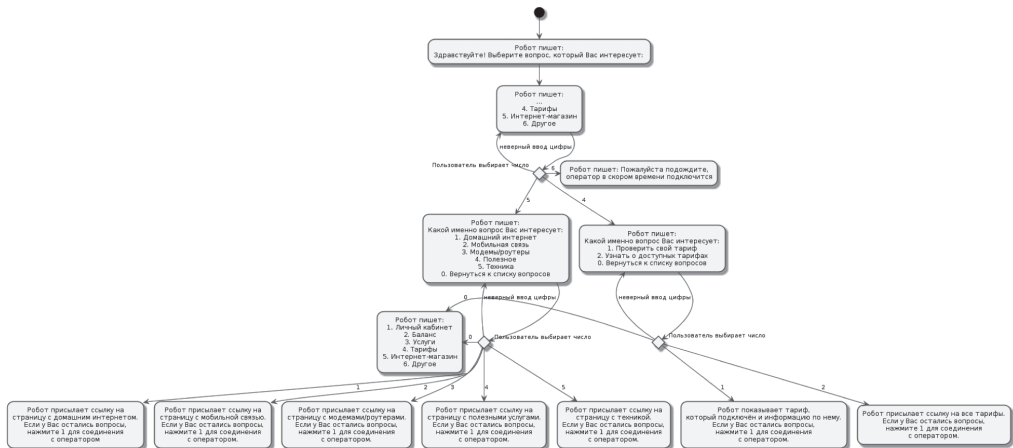 Робот пишет:
Здравствуйте! Выберите вопрос, который Вас интересует:
Робот пишет:
...
4. Тарифы
5. Интернет-магазин
6. Другое
неверный ввод цифры
Пользователь выбирает число
6
Робот пишет: Пожалуйста подождите,
оператор в скором времени подключится
5
4
Робот пишет:
Какой именно вопрос Вас интересует:
1. Домашний интернет
2. Мобильная связь
3. Модемы/роутеры
4. Полезное
5. Техника
0. Вернуться к списку вопросов
Робот пишет:
Какой именно вопрос Вас интересует:
1. Проверить свой тариф
2. Узнать о доступных тарифах
0. Вернуться к списку вопросов
0
неверный ввод цифры
неверный ввод цифры
Робот пишет:
1. Личный кабинет
2. Баланс
3. Услуги
4. Тарифы
5. Интернет-магазин
6. Другое
0
Пользователь выбирает число
Пользователь выбирает число
1
2
3
4
5
1
2
Робот присылает ссылку на
страницу с домашним интернетом.
Если у Вас остались вопросы,
нажмите 1 для соединения
с оператором
Робот присылает ссылку на
страницу с мобильной связью.
Если у Вас остались вопросы,
нажмите 1 для соединения
с оператором.
Робот присылает ссылку на
страницу с модемами/роутерами.
Если у Вас остались вопросы,
нажмите 1 для соединения
с оператором.
Робот присылает ссылку на
страницу с полезными услугами.
Если у Вас остались вопросы,
нажмите 1 для соединения
с оператором.
Робот присылает ссылку на
страницу с техникой.
Если у Вас остались вопросы,
нажмите 1 для соединения
с оператором.
Робот показывает тариф,
который подключён и информацию по нему.
Если у Вас остались вопросы,
нажмите 1 для соединения
с оператором.
Робот присылает ссылку на все тарифы.
Если у Вас остались вопросы,
нажмите 1 для соединения
с оператором